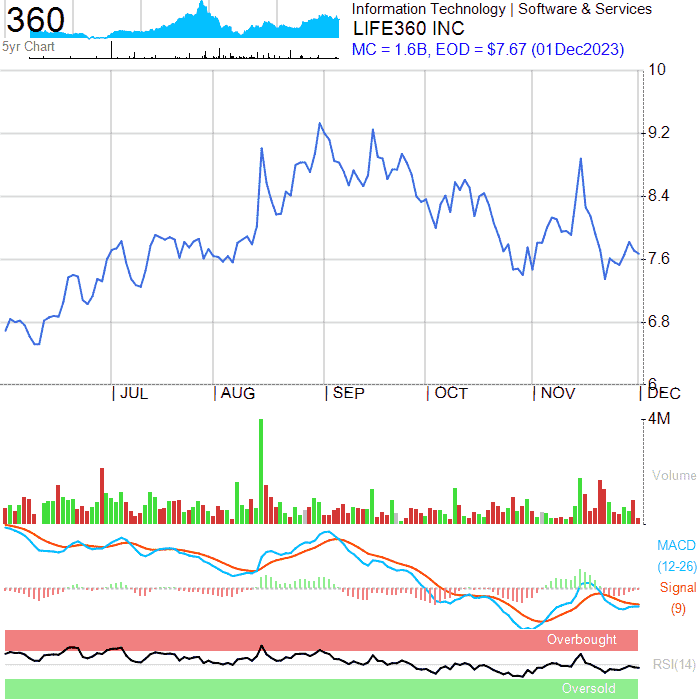 360
Information Technology | Software & Services
LIFE360 INC
5yr Chart
MC = 1.6B, EOD = $7.67 (01Dec2023)
10
9.2
8.4
7.6
6.8
6
| JUL | AUG | SEP | OCT | NOV | DEC
4M
Volume
MACD
(12-26)
Signal
(9)
Overbought
RSI(14)
Oversold